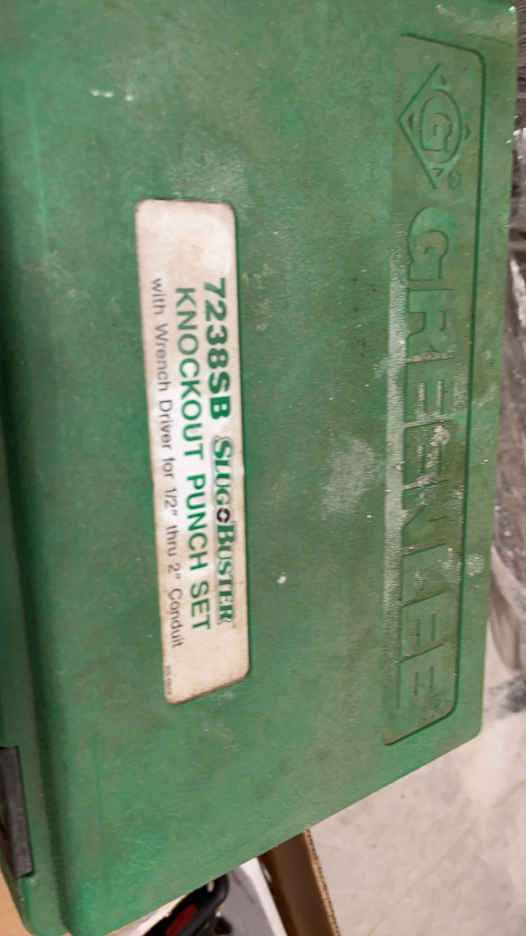 G
GREENLEE
7238SB SLUG-BUSTER
KNOCKOUT PUNCH SET
with Wrench Driver for 1/2" thru 2" Conduit